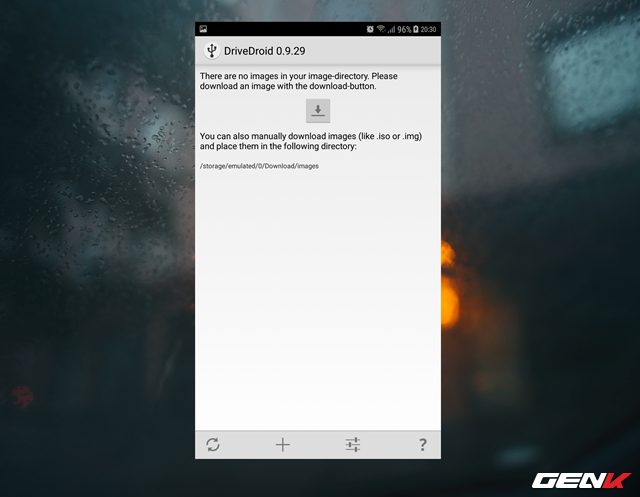 96% 20:30
DriveDroid 0.9.29
There are no images in your image-directory. Please
download an image with the download-button.
You can also manually download images (like .iso or .img)
and place them in the following directory:
/storage/emulated/0/Download/images
?
GENK